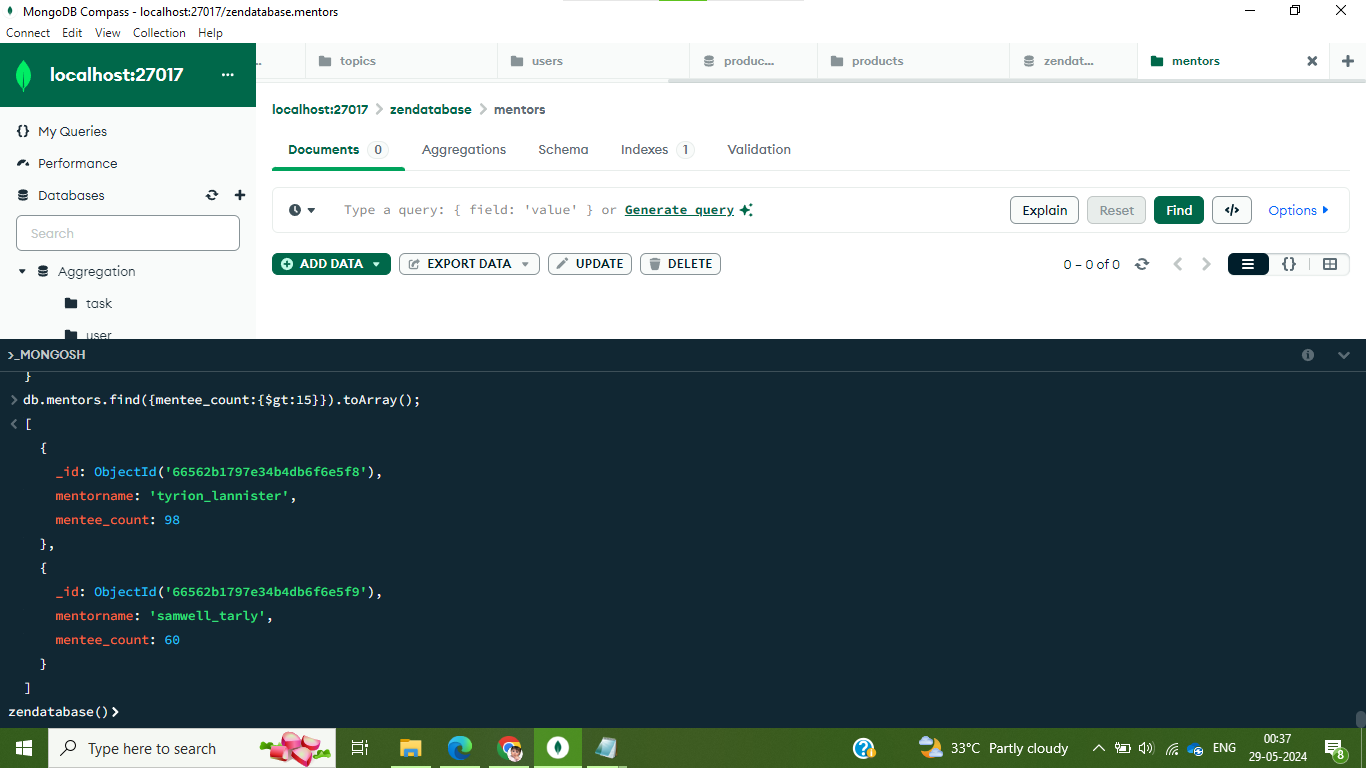 MongoDB Compass - localhost:27017/zendatabase.mentors
Connect Edit View Collection Help
localhost:27017 ...
... topics users produc... products zendat... mentors
localhost:27017 > zendatabase > mentors
My Queries
Performance
Databases
Search
Aggregation
task
user
Documents 0 Aggregations Schema Indexes 1 Validation
Type a query: { field: 'value' } or Generate query Explain Reset Find </> Options
ADD DATA EXPORT DATA UPDATE DELETE 0 – 0 of 0 {}
>_MONGOSH
}
> db.mentors.find({mentee_count:{$gt:15}}).toArray();
< [
{
_id: ObjectId('66562b1797e34b4db6f6e5f8'),
mentorname: 'tyrion_lannister',
mentee_count: 98
},
{
_id: ObjectId('66562b1797e34b4db6f6e5f9'),
mentorname: 'samwell_tarly',
mentee_count: 60
}
]
zendatabase()>
Type here to search 33°C Partly cloudy ENG 00:37
29-05-2024 8